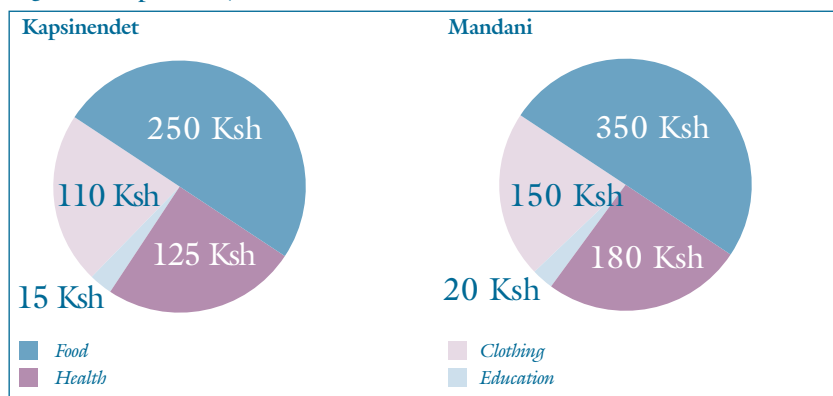 Kapsinendet
250 Ksh
110 Ksh
125 Ksh
15 Ksh
Food
Health
Mandani
350 Ksh
150 Ksh
180 Ksh
20 Ksh
Clothing
Education